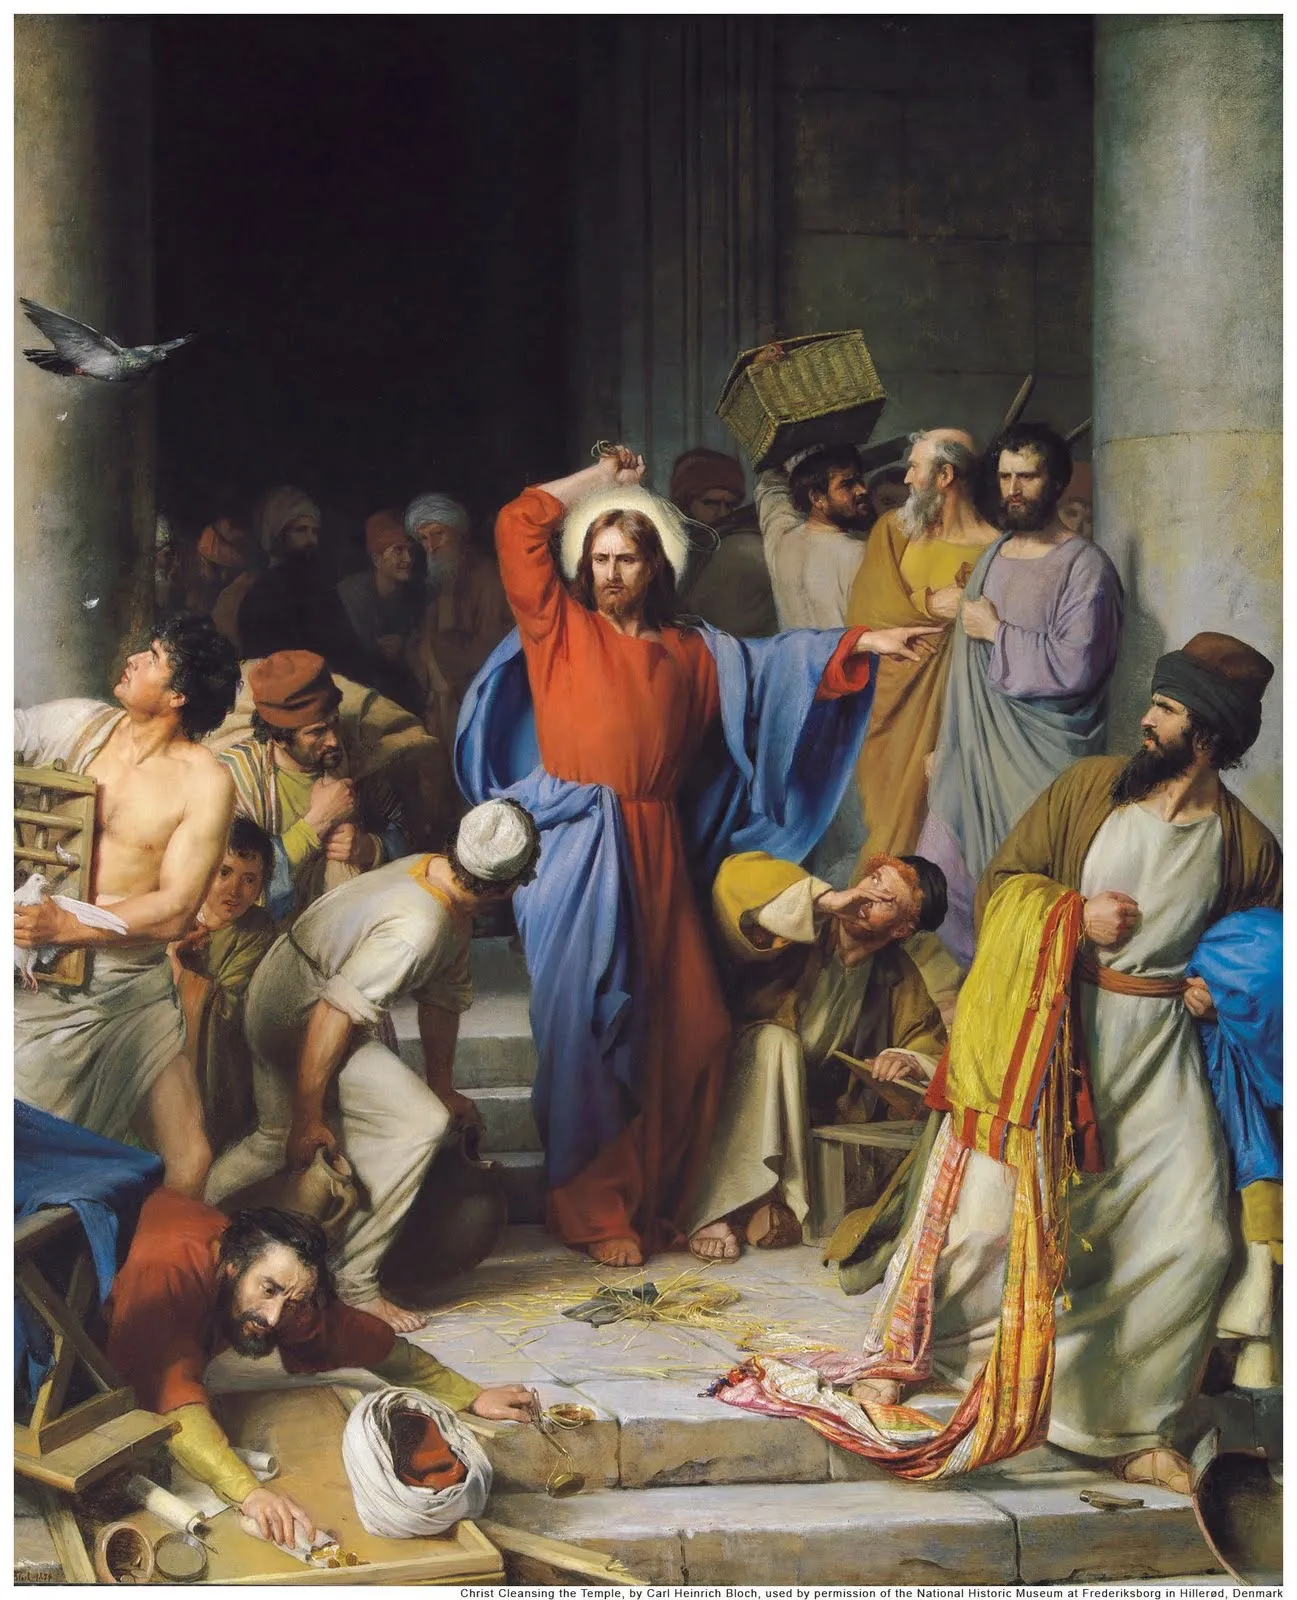 Christ Cleansing the Temple, by Carl Heinrich Bloch, used by permission of the National Historic Museum at Frederiksborg in Hillerød, Denmark